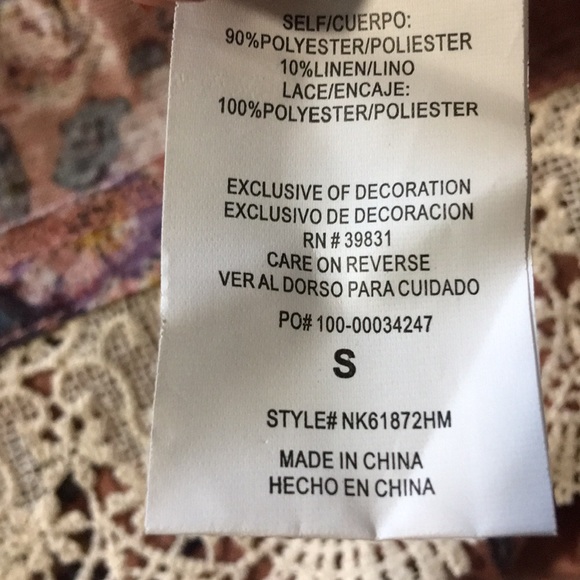 SELF/CUERPO:
90%POLYESTER/POLIESTER
10%LINEN/LINO
LACE/ENCAJE:
100%POLYESTER/POLIESTER
EXCLUSIVE OF DECORATION
EXCLUSIVO DE DECORACION
RN # 39831
CARE ON REVERSE
VER AL DORSO PARA CUIDADO
PO# 100-00034247
S
STYLE# NK61872HM
MADE IN CHINA
HECHO EN CHINA